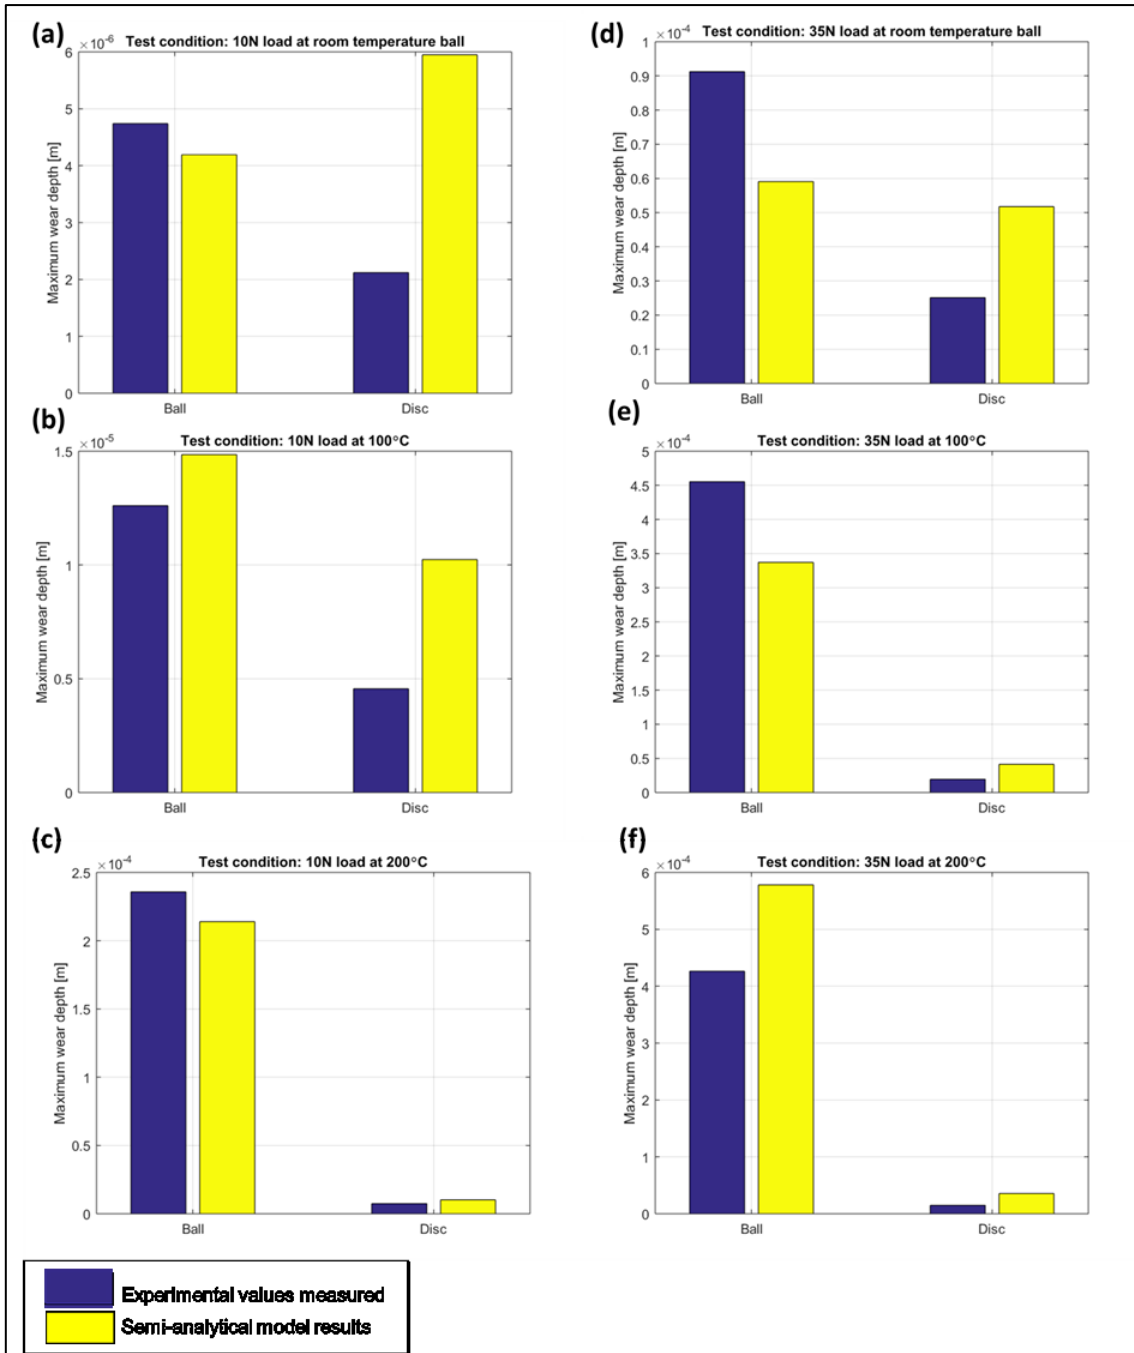 (a)
×10⁻⁶
Test condition: 10N load at room temperature ball
Maximum wear depth [m]
6
5
4
3
2
1
0
Ball
Disc
(b)
×10⁻⁵
Test condition: 10N load at 100°C
Maximum wear depth [m]
1.5
1
0.5
0
Ball
Disc
(c)
×10⁻⁴
Test condition: 10N load at 200°C
Maximum wear depth [m]
2.5
2
1.5
1
0.5
0
Ball
Disc
(d)
×10⁻⁴
Test condition: 35N load at room temperature ball
Maximum wear depth [m]
1
0.9
0.8
0.7
0.6
0.5
0.4
0.3
0.2
0.1
0
Ball
Disc
(e)
×10⁻⁴
Test condition: 35N load at 100°C
Maximum wear depth [m]
5
4.5
4
3.5
3
2.5
2
1.5
1
0.5
0
Ball
Disc
(f)
×10⁻⁴
Test condition: 35N load at 200°C
Maximum wear depth [m]
6
5
4
3
2
1
0
Ball
Disc
Experimental values measured
Semi-analytical model results